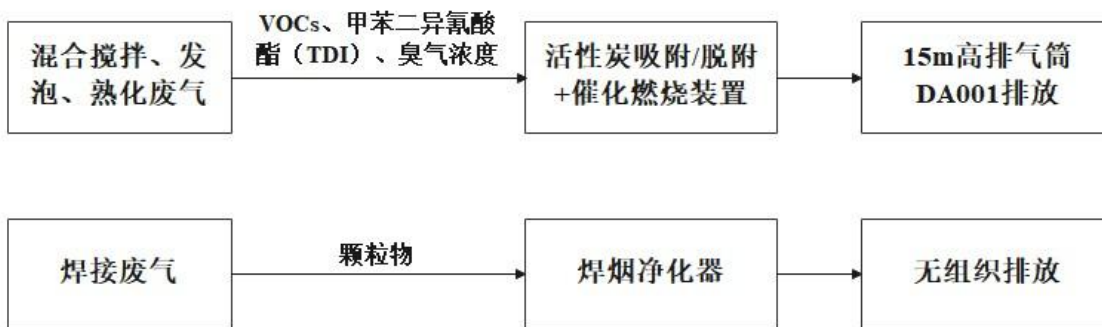 混合搅拌、发
泡、熟化废气
VOCs、甲苯二异氰酸
酯（TDI）、臭气浓度
活性炭吸附/脱附
+催化燃烧装置
15m高排气筒
DA001排放
焊接废气
颗粒物
焊烟净化器
无组织排放